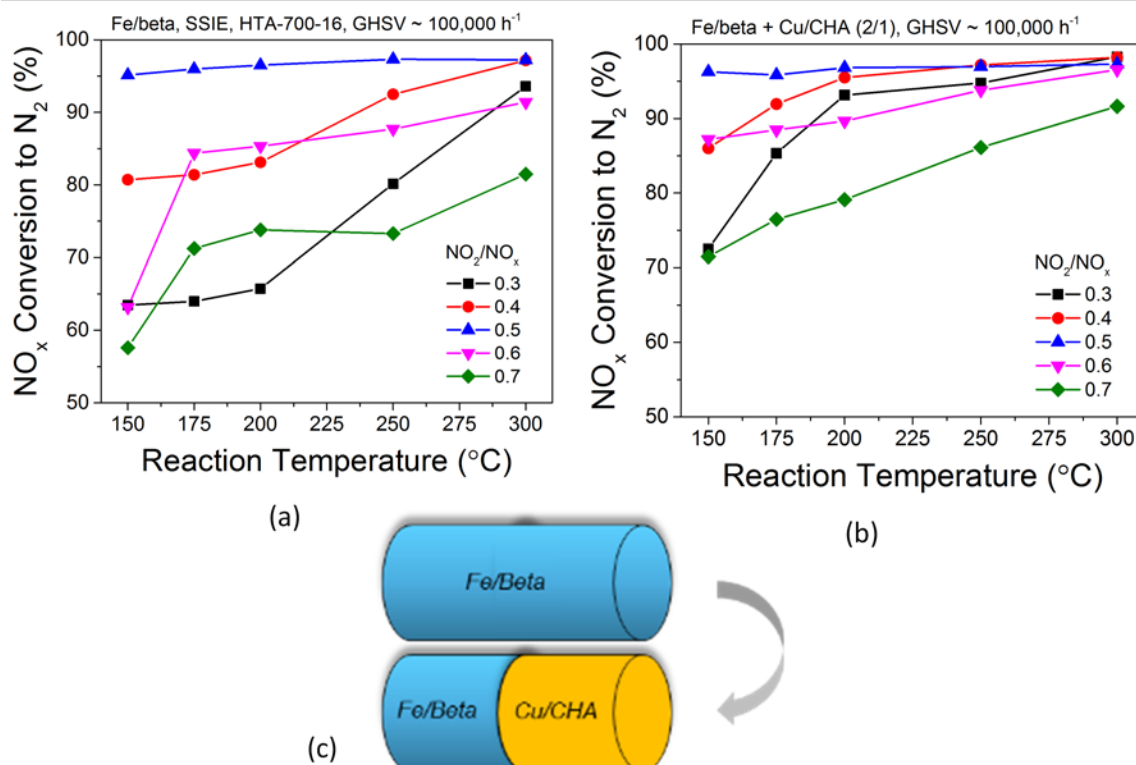 Fe/beta, SSIE, HTA-700-16, GHSV ~ 100,000 h⁻¹
NOₓ Conversion to N₂ (%)
100
90
80
70
60
50
NO₂/NOₓ
0.3
0.4
0.5
0.6
0.7
150 175 200 225 250 275 300
Reaction Temperature (°C)
(a)
Fe/beta + Cu/CHA (2/1), GHSV ~ 100,000 h⁻¹
NOₓ Conversion to N₂ (%)
100
90
80
70
60
50
NO₂/NOₓ
0.3
0.4
0.5
0.6
0.7
150 175 200 225 250 275 300
Reaction Temperature (°C)
(b)
Fe/Beta
Fe/Beta Cu/CHA
(c)